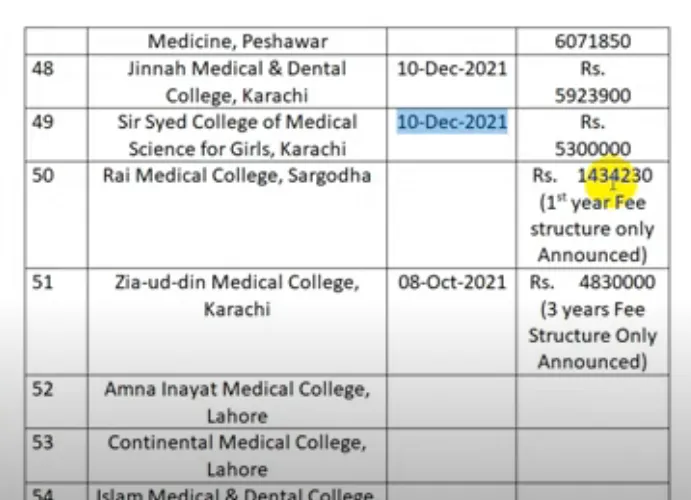 Medicine, Peshawar 6071850
48 Jinnah Medical & Dental 10-Dec-2021 Rs.
College, Karachi 5923900
49 Sir Syed College of Medical 10-Dec-2021 Rs.
Science for Girls, Karachi 5300000
50 Rai Medical College, Sargodha Rs. 1434230
(1st year Fee
structure only
Announced)
51 Zia-ud-din Medical College, 08-Oct-2021 Rs. 4830000
Karachi (3 years Fee
Structure Only
Announced)
52 Amna Inayat Medical College,
Lahore
53 Continental Medical College,
Lahore
54 Islam Medical & Dental College